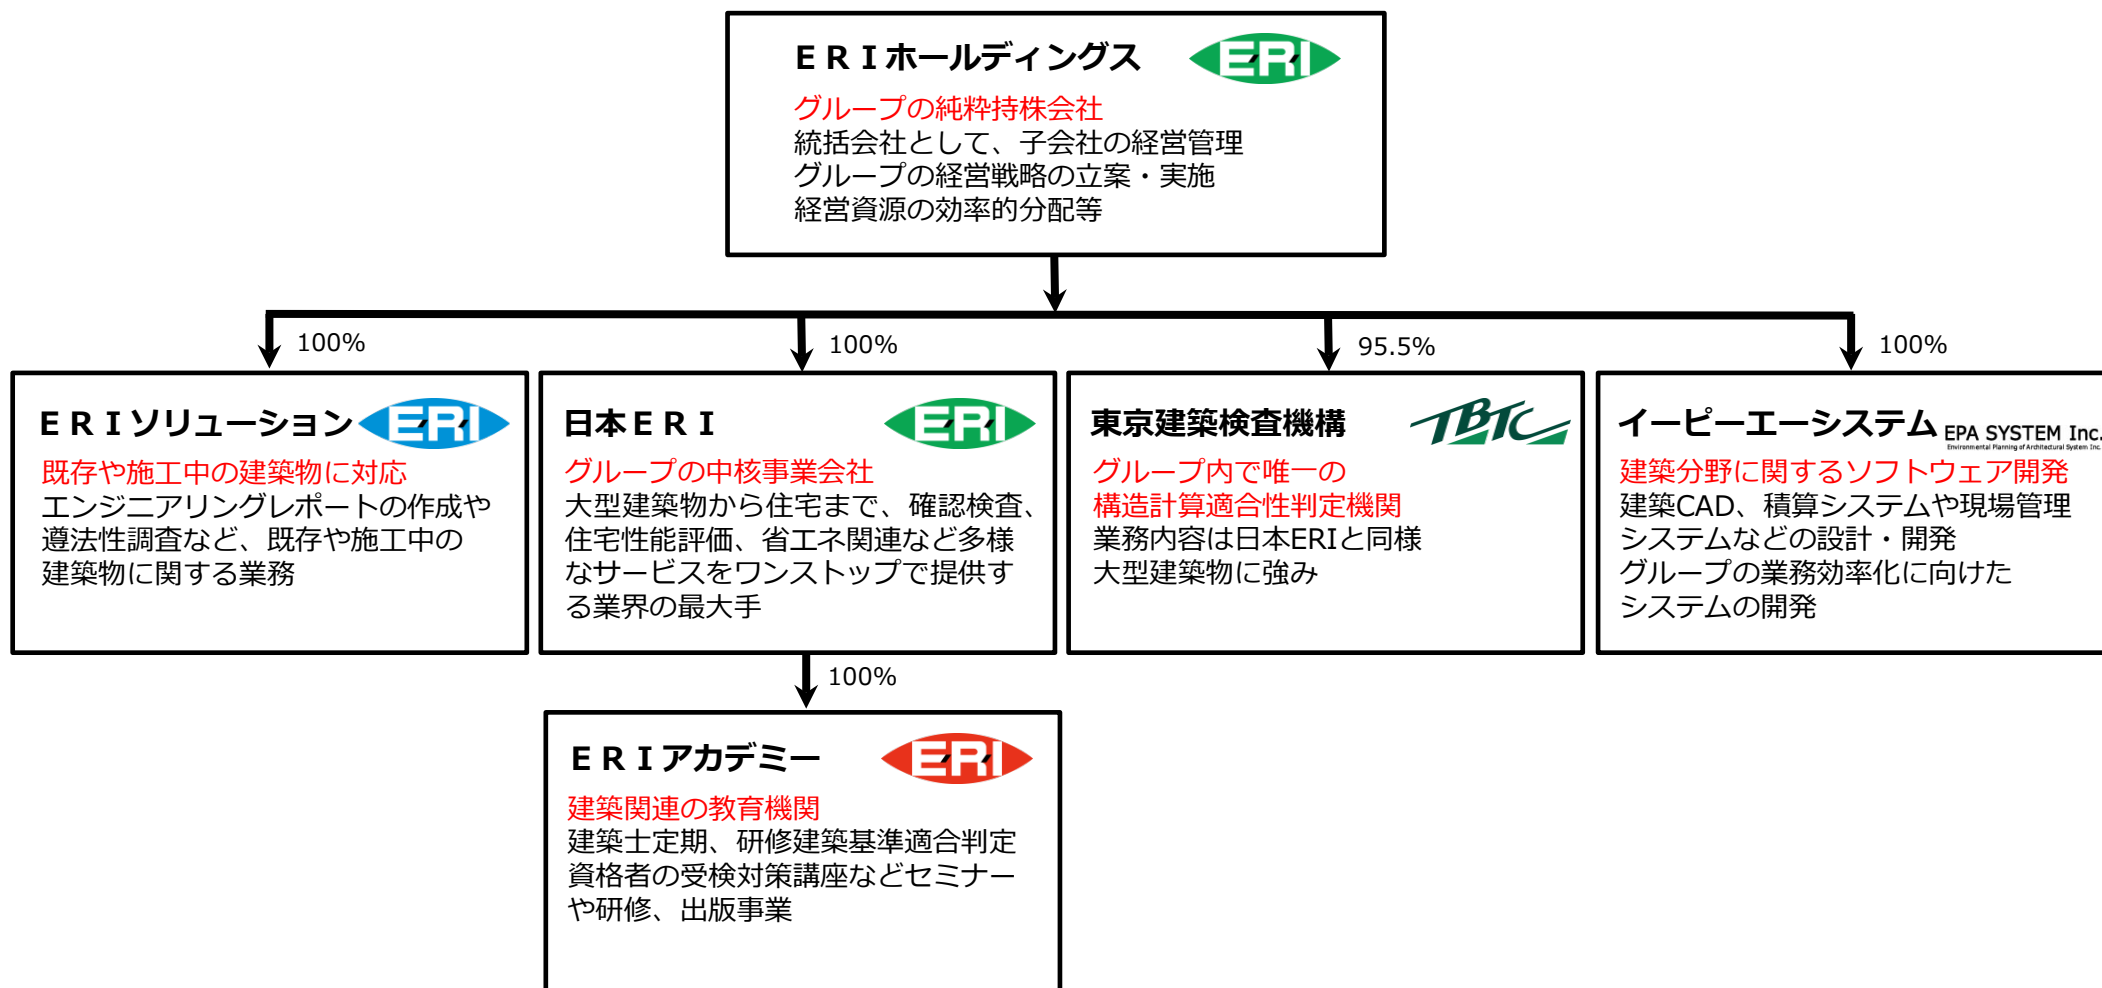 ＥＲＩホールディングス
ERI
グループの純粋持株会社
統括会社として、子会社の経営管理
グループの経営戦略の立案・実施
経営資源の効率的分配等
100%
100%
95.5%
100%
ＥＲＩソリューション
ERI
既存や施工中の建築物に対応
エンジニアリングレポートの作成や
遵法性調査など、既存や施工中の
建築物に関する業務
日本ＥＲＩ
ERI
グループの中核事業会社
大型建築物から住宅まで、確認検査、
住宅性能評価、省エネ関連など多様
なサービスをワンストップで提供す
る業界の最大手
東京建築検査機構
TBTC
グループ内で唯一の
構造計算適合性判定機関
業務内容は日本ERIと同様
大型建築物に強み
イーピーエーシステム
EPA SYSTEM Inc.
Environmental Planning of Architectural System Inc.
建築分野に関するソフトウェア開発
建築CAD、積算システムや現場管理
システムなどの設計・開発
グループの業務効率化に向けた
システムの開発
100%
ＥＲＩアカデミー
ERI
建築関連の教育機関
建築士定期、研修建築基準適合判定
資格者の受検対策講座などセミナー
や研修、出版事業